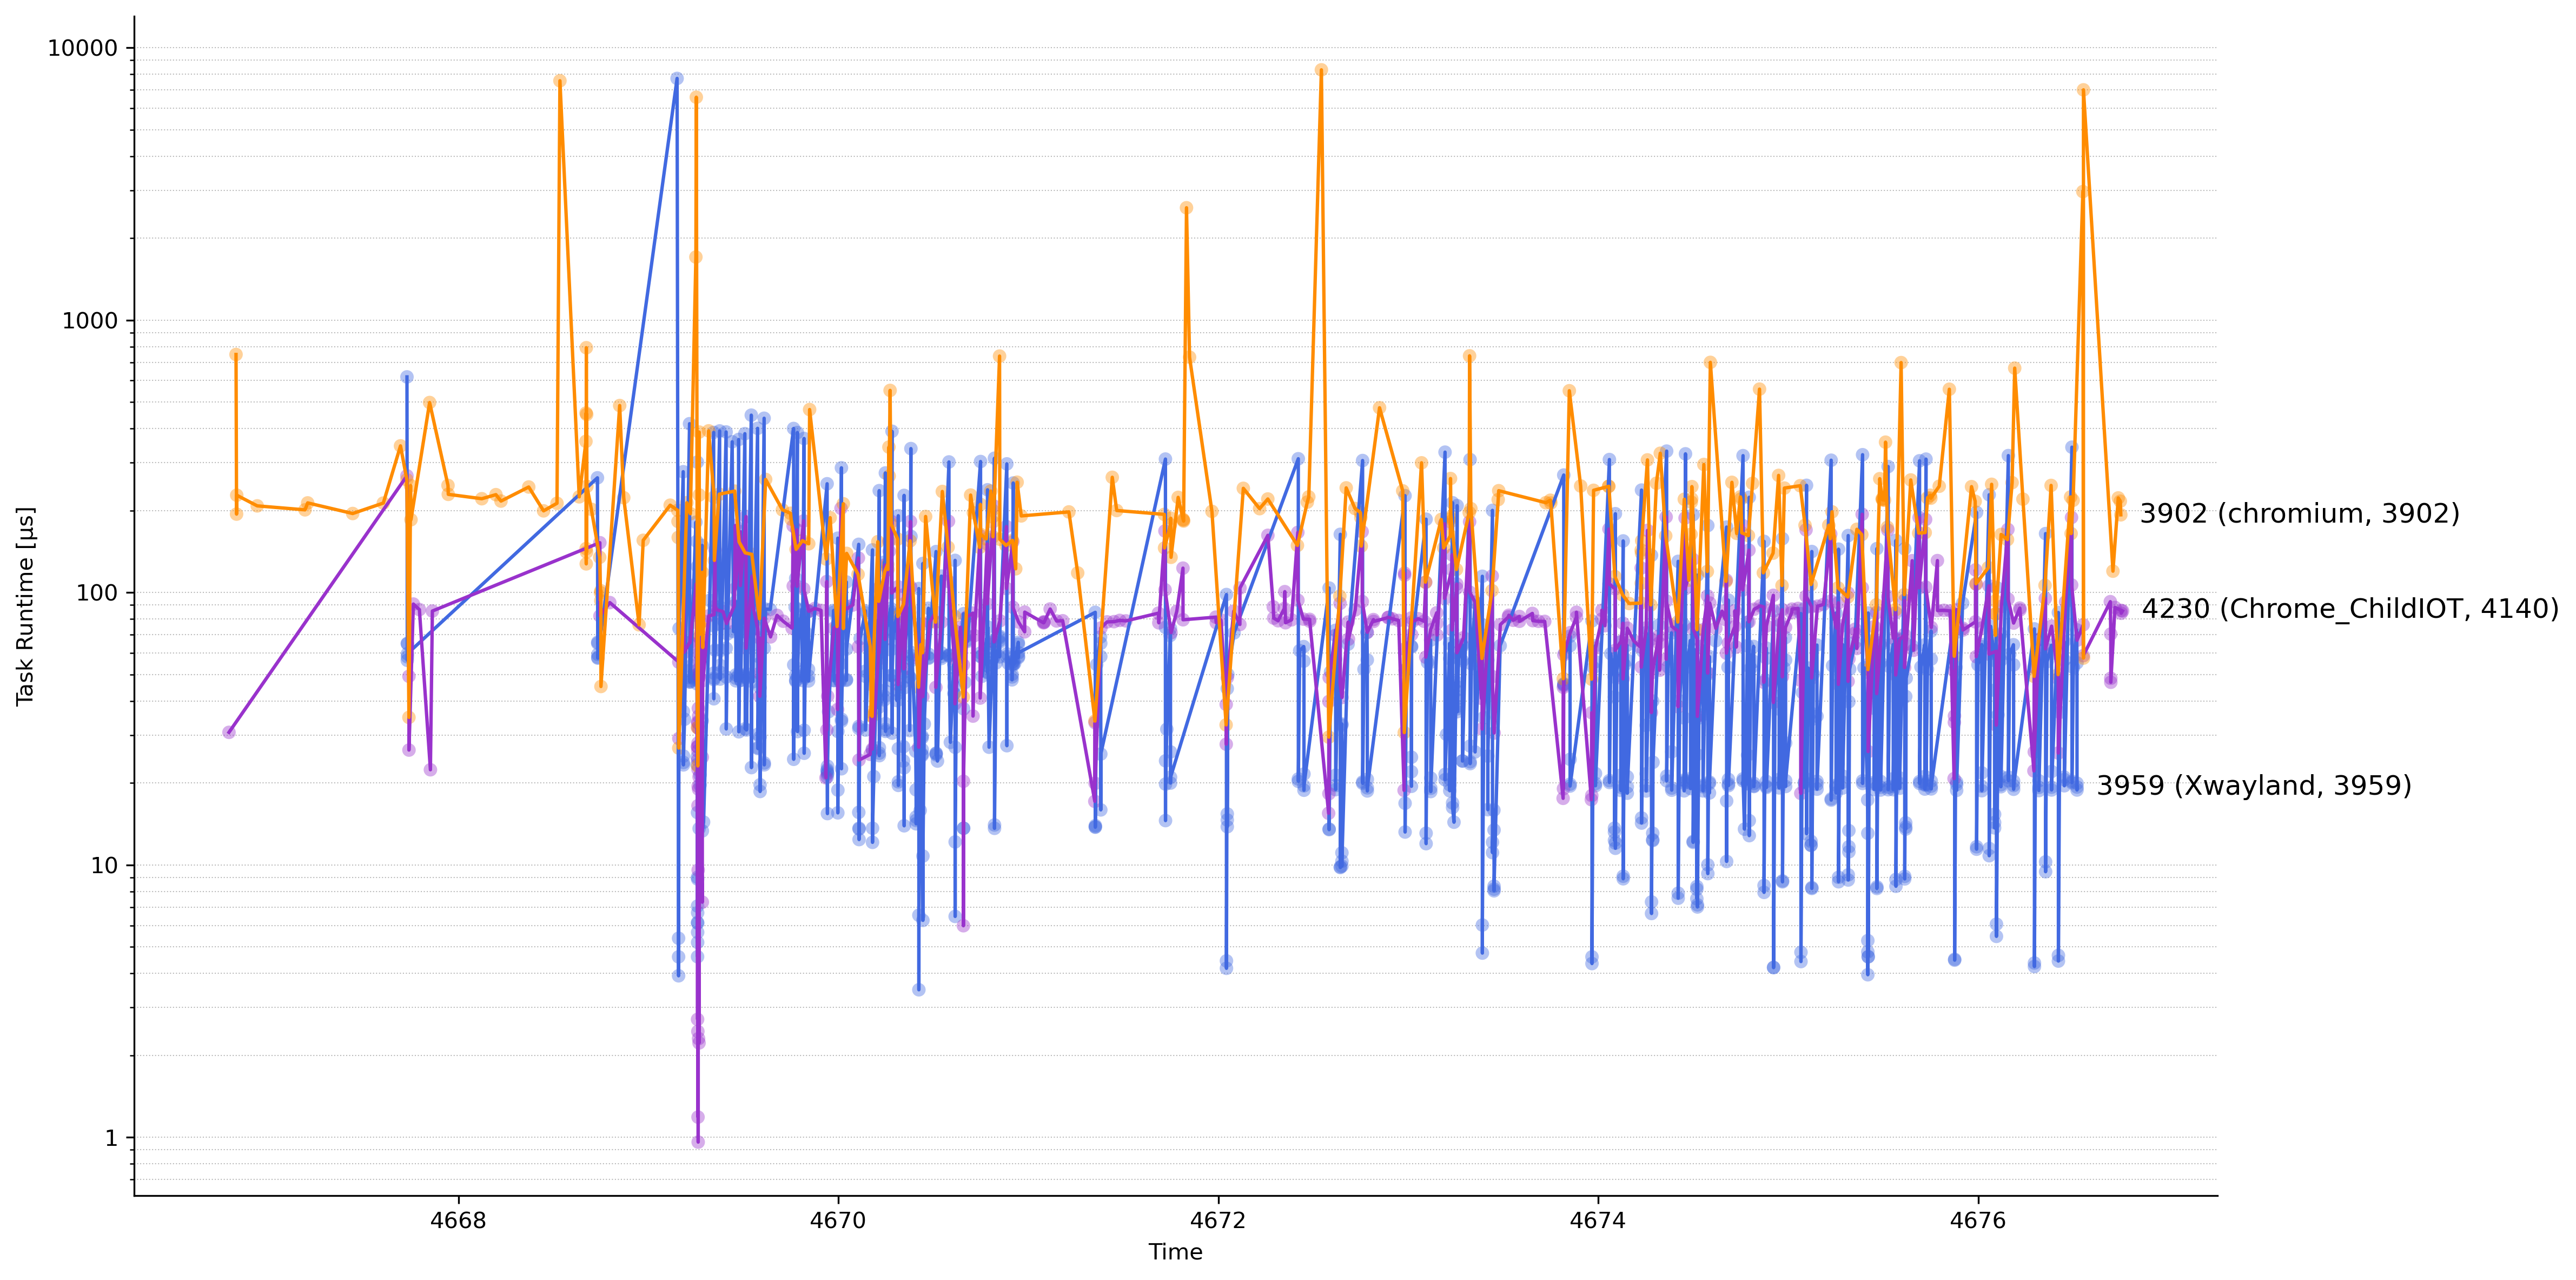 10000
1000
100
10
1
Task Runtime [µs]
3902 (chromium, 3902)
4230 (Chrome_ChildIOT, 4140)
3959 (Xwayland, 3959)
4668
4670
4672
4674
4676
Time